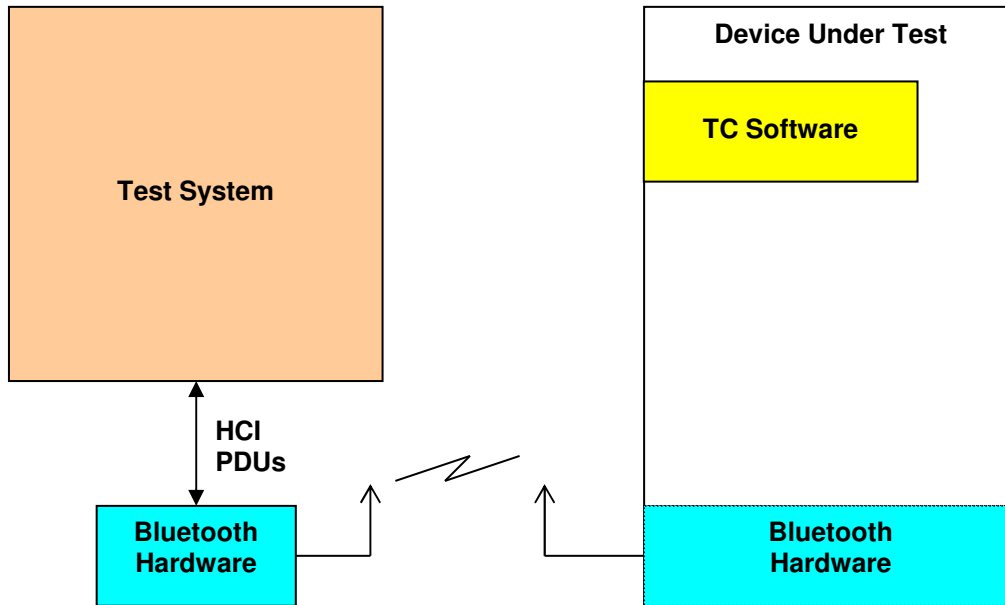 Device Under Test
TC Software
Test System
HCI
PDUs
Bluetooth
Hardware
Bluetooth
Hardware